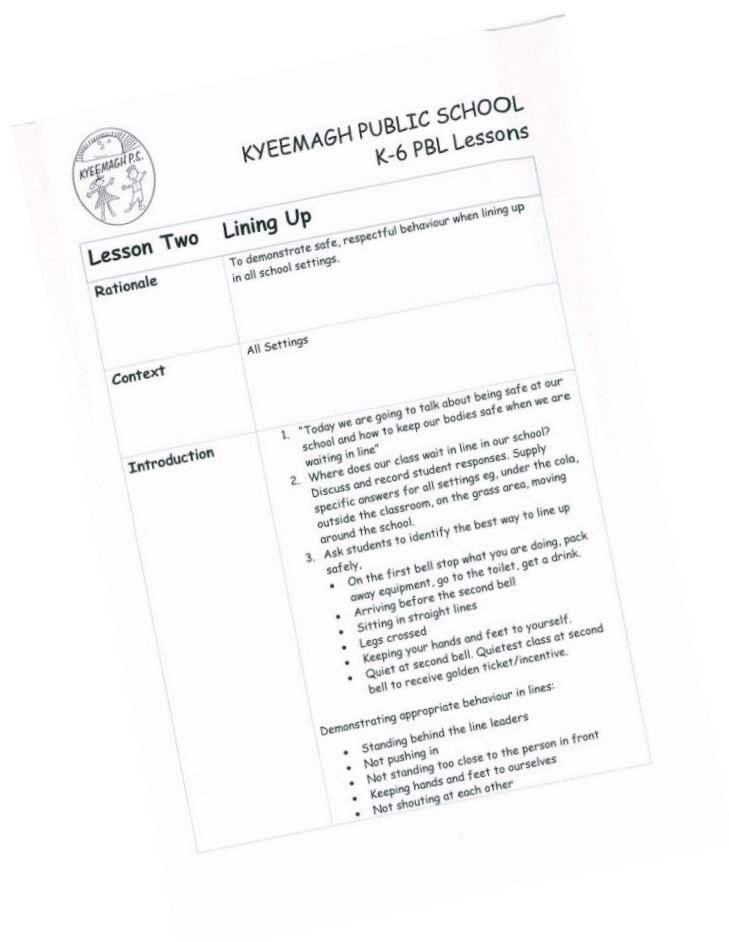 KYEEMAGH P.S.
KYEEMAGH PUBLIC SCHOOL
K-6 PBL Lessons
Lesson Two Lining Up
Rationale
To demonstrate safe, respectful behaviour when lining up
in all school settings.
Context
All Settings
Introduction
1. "Today we are going to talk about being safe at our
school and how to keep our bodies safe when we are
waiting in line"
2. Where does our class wait in line in our school?
Discuss and record student responses. Supply
specific answers for all settings eg, under the cola,
outside the classroom, on the grass area, moving
around the school.
3. Ask students to identify the best way to line up
safely.
• On the first bell stop what you are doing, pack
away equipment, go to the toilet, get a drink.
• Arriving before the second bell
• Sitting in straight lines
• Legs crossed
• Keeping your hands and feet to yourself.
• Quiet at second bell. Quietest class at second
bell to receive golden ticket/incentive.
Demonstrating appropriate behaviour in lines:
• Standing behind the line leaders
• Not pushing in
• Not standing too close to the person in front
• Keeping hands and feet to ourselves
• Not shouting at each other